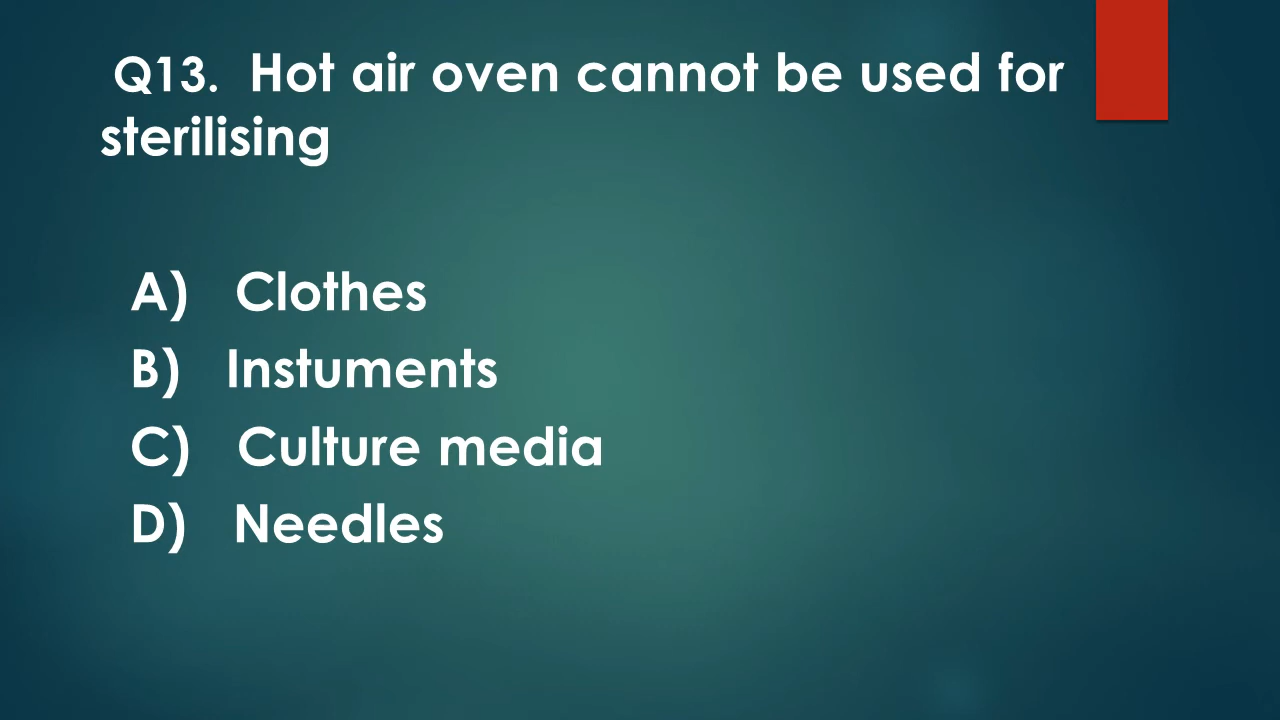 Q13. Hot air oven cannot be used for
sterilising
A) Clothes
B) Instuments
C) Culture media
D) Needles